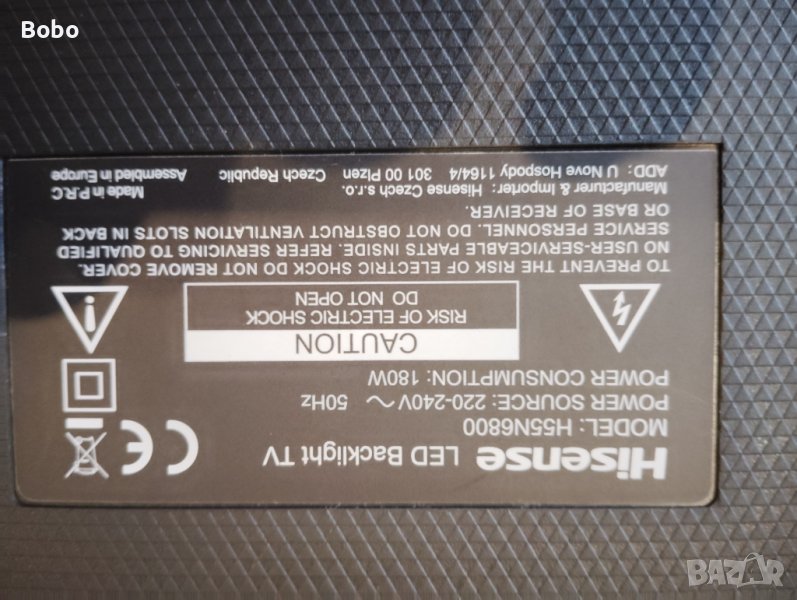 Bobo
Hisense LED Backlight TV
MODEL: H55N6800
POWER SOURCE: 220-240V ~ 50Hz
POWER CONSUMPTION: 180W
CE
CAUTION
RISK OF ELECTRIC SHOCK
DO NOT OPEN
TO PREVENT THE RISK OF ELECTRIC SHOCK DO NOT REMOVE COVER.
NO USER-SERVICEABLE PARTS INSIDE. REFER SERVICING TO QUALIFIED
SERVICE PERSONNEL. DO NOT OBSTRUCT VENTILATION SLOTS IN BACK
OR BASE OF RECEIVER.
Manufacturer & Importer: Hisense Czech s.r.o. Made in P.R.C
ADD: U Nove Hospody 1164/4 301 00 Plzen Czech Republic Assembled in Europe
BAZAR